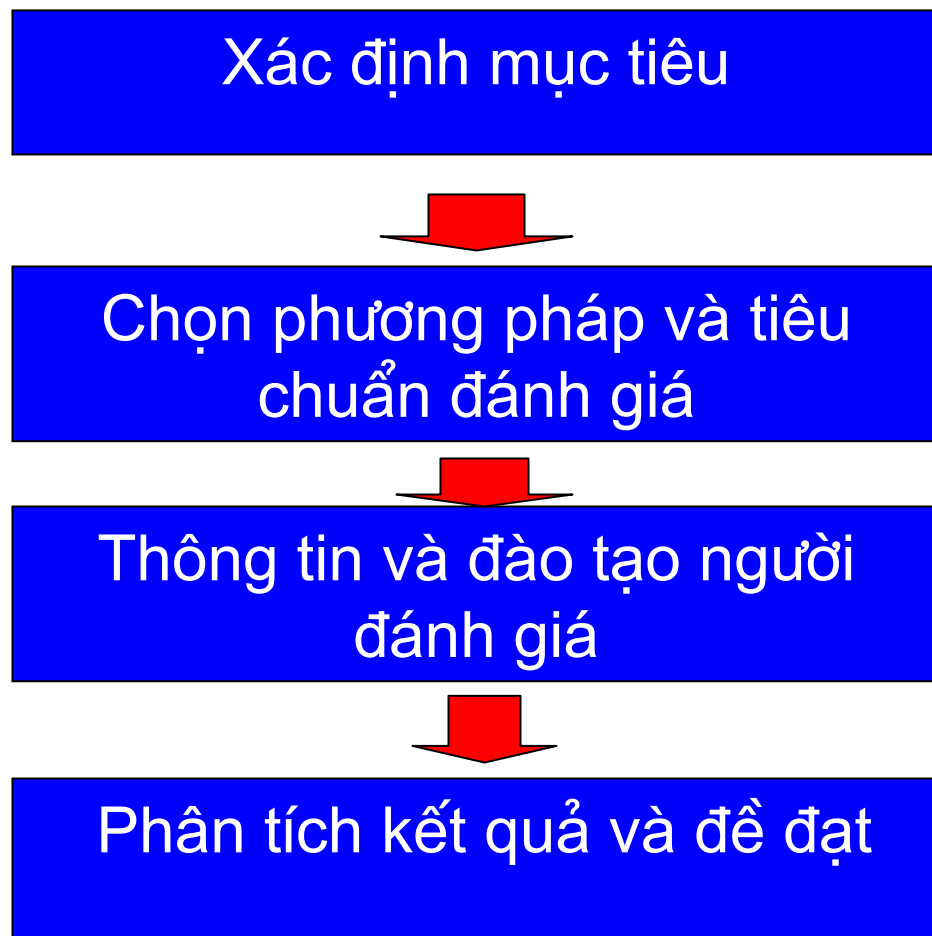 Xác định mục tiêu
Chọn phương pháp và tiêu
chuẩn đánh giá
Thông tin và đào tạo người
đánh giá
Phân tích kết quả và đề đạt